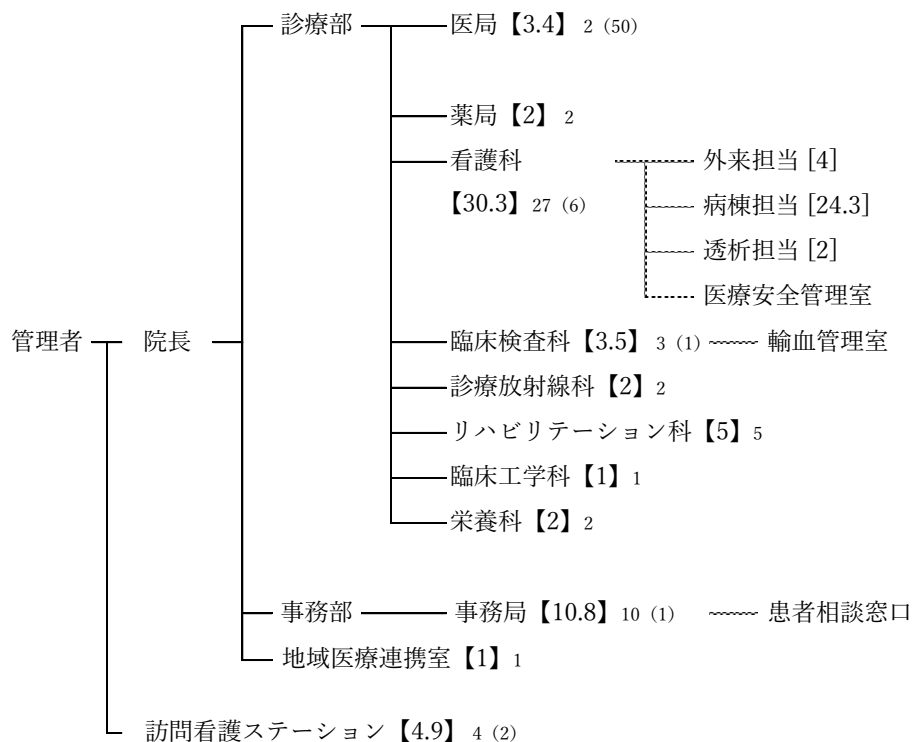 診療部 医局【3.4】 2 (50)
薬局【2】 2
看護科 外来担当 [4]
【30.3】 27 (6) 病棟担当 [24.3]
透析担当 [2]
医療安全管理室
管理者 院長 臨床検査科【3.5】 3 (1) 輸血管理室
診療放射線科【2】 2
リハビリテーション科【5】 5
臨床工学科【1】 1
栄養科【2】 2
事務部 事務局【10.8】 10 (1) 患者相談窓口
地域医療連携室【1】 1
訪問看護ステーション【4.9】 4 (2)